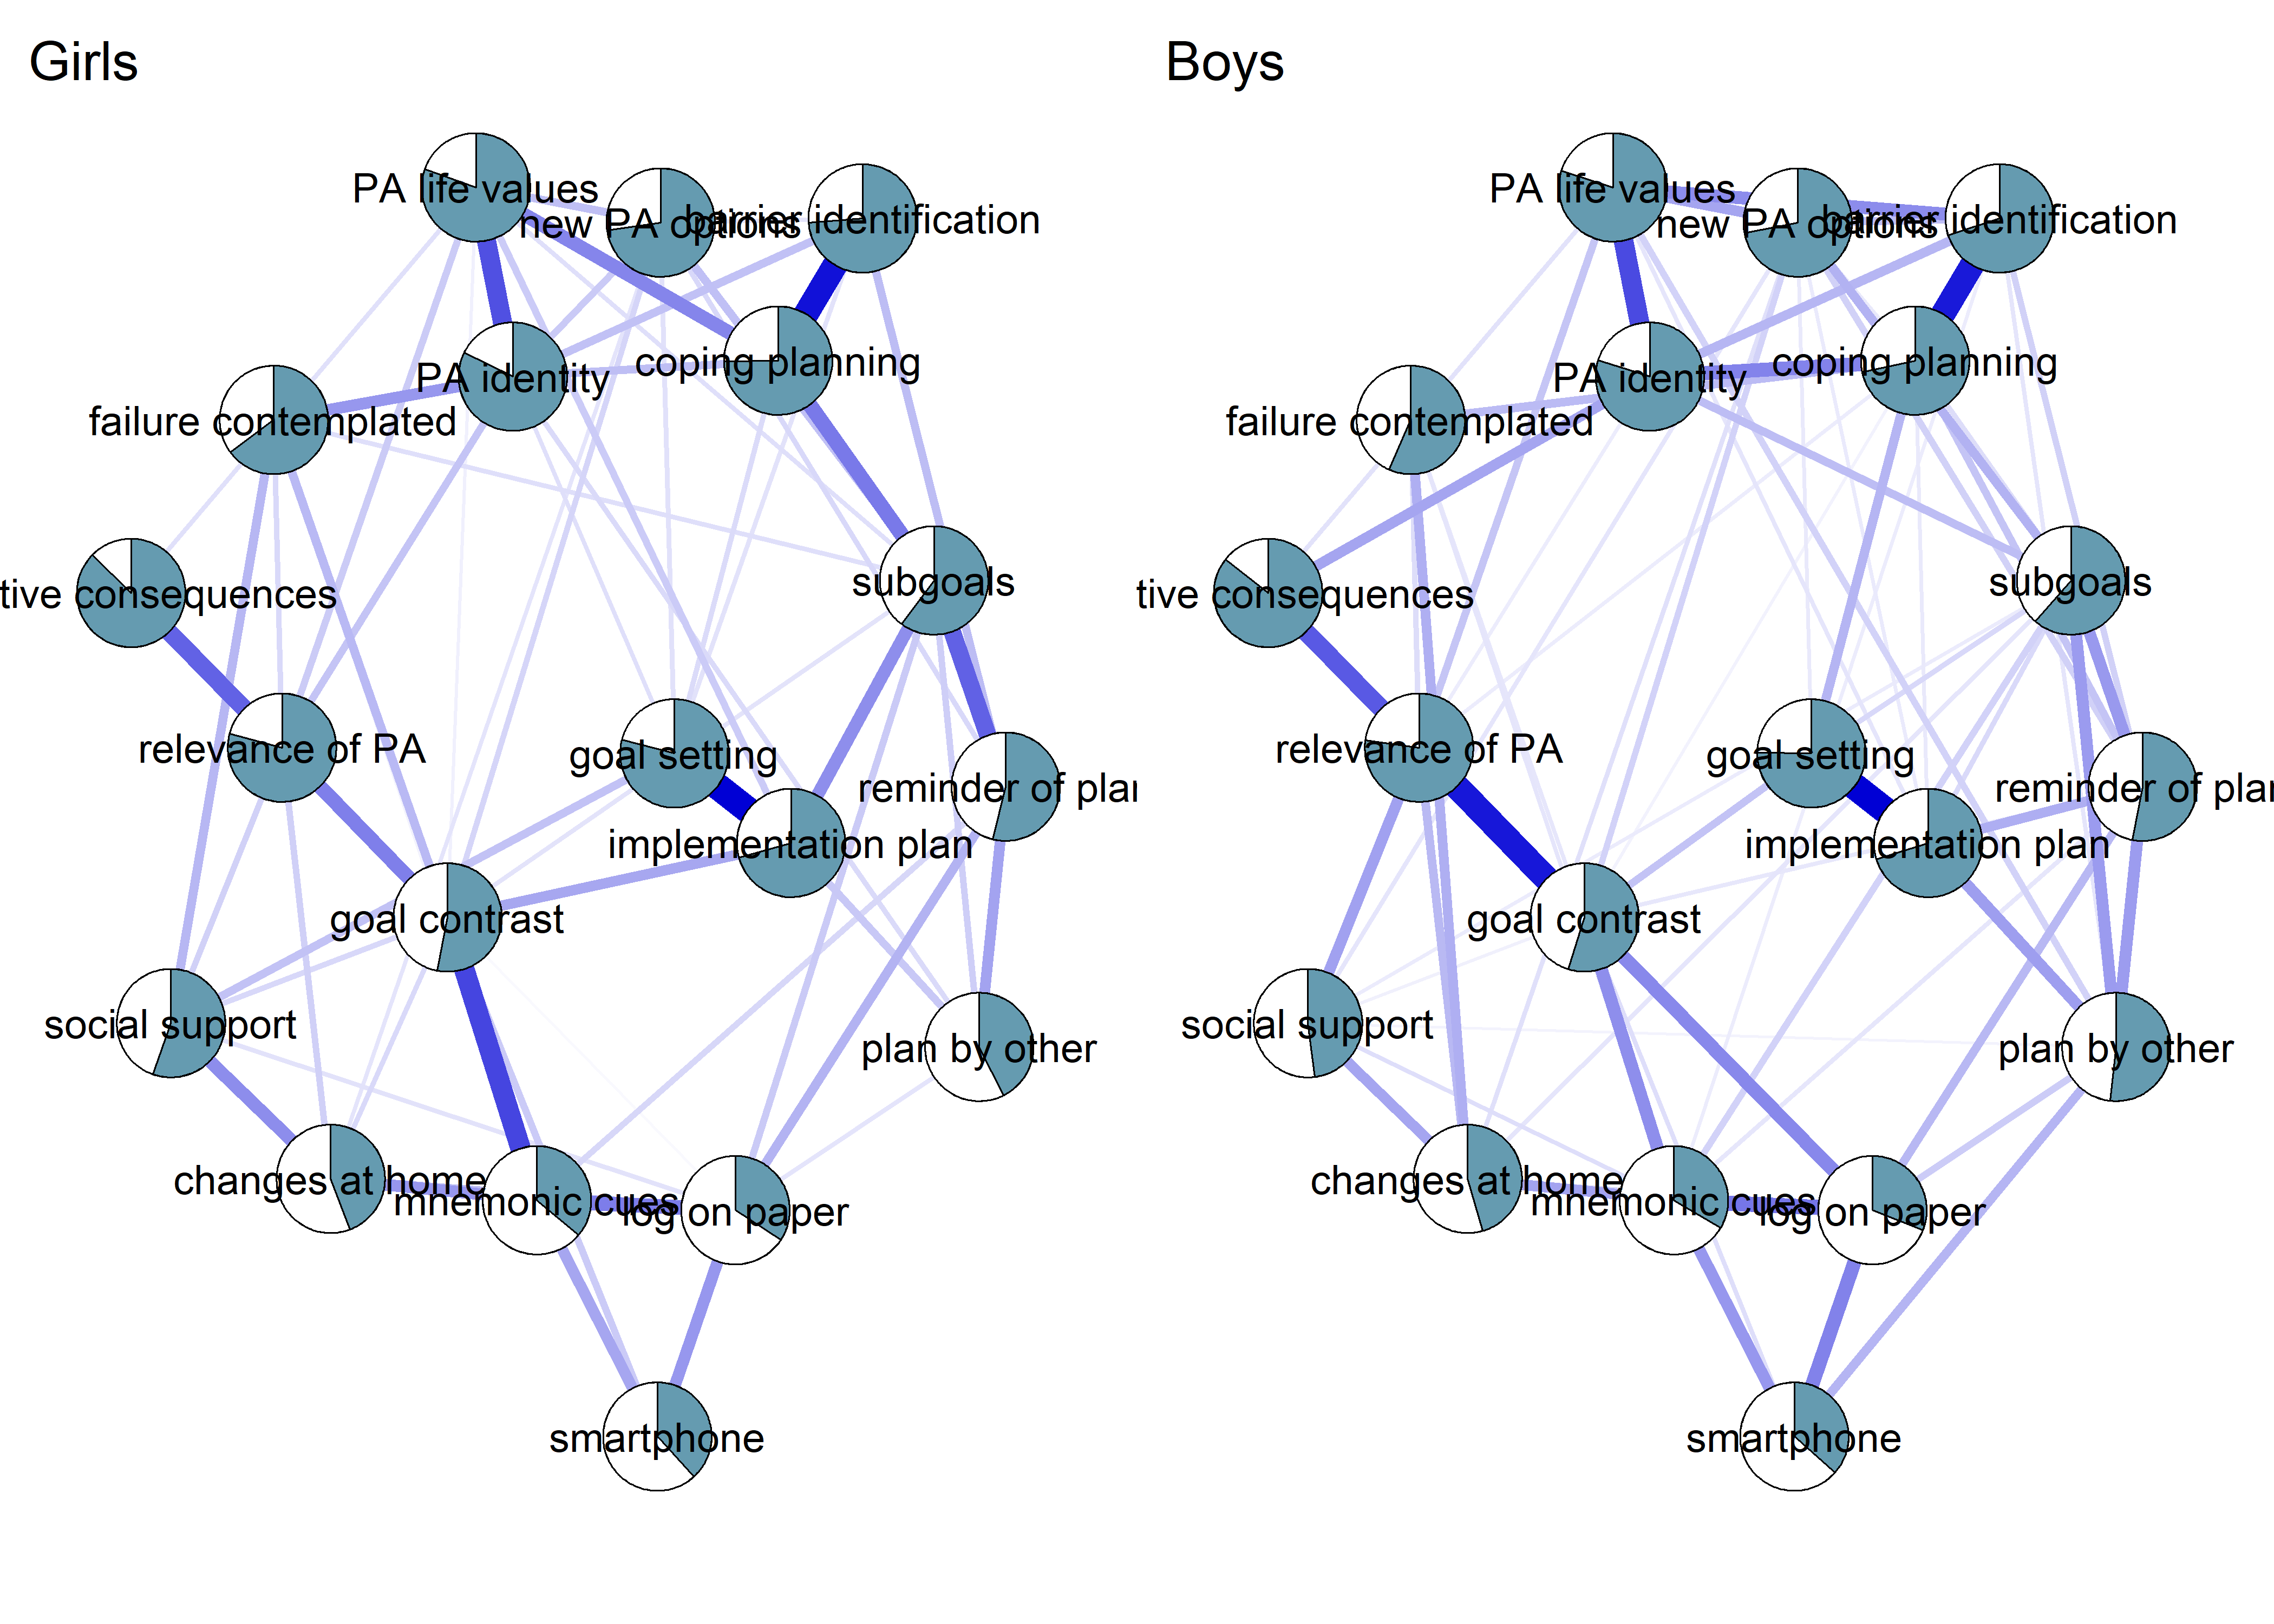 Girls
PA life values
new PA options
barrier identification
PA identity
coping planning
failure contemplated
tive consequences
subgoals
relevance of PA
goal setting
reminder of plan
implementation plan
goal contrast
social support
plan by other
changes at home
mnemonic cues
log on paper
smartphone
Boys
PA life values
new PA options
barrier identification
PA identity
coping planning
failure contemplated
tive consequences
subgoals
relevance of PA
goal setting
reminder of plan
implementation plan
goal contrast
social support
plan by other
changes at home
mnemonic cues
log on paper
smartphone